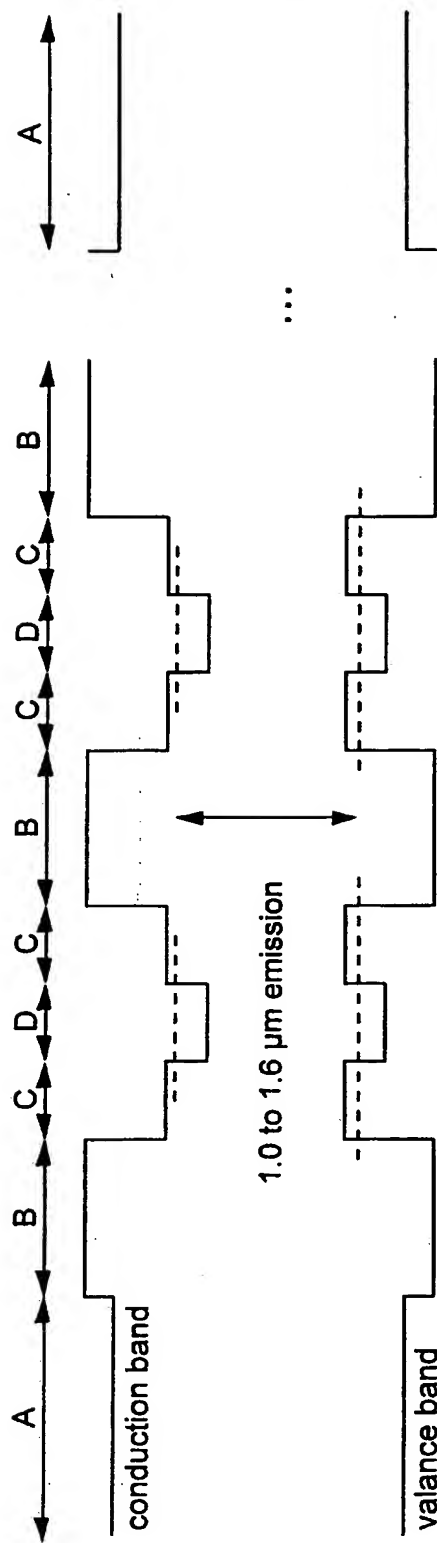 A B C D C B C D C B A
conduction band
1.0 to 1.6 μm emission
...
valance band